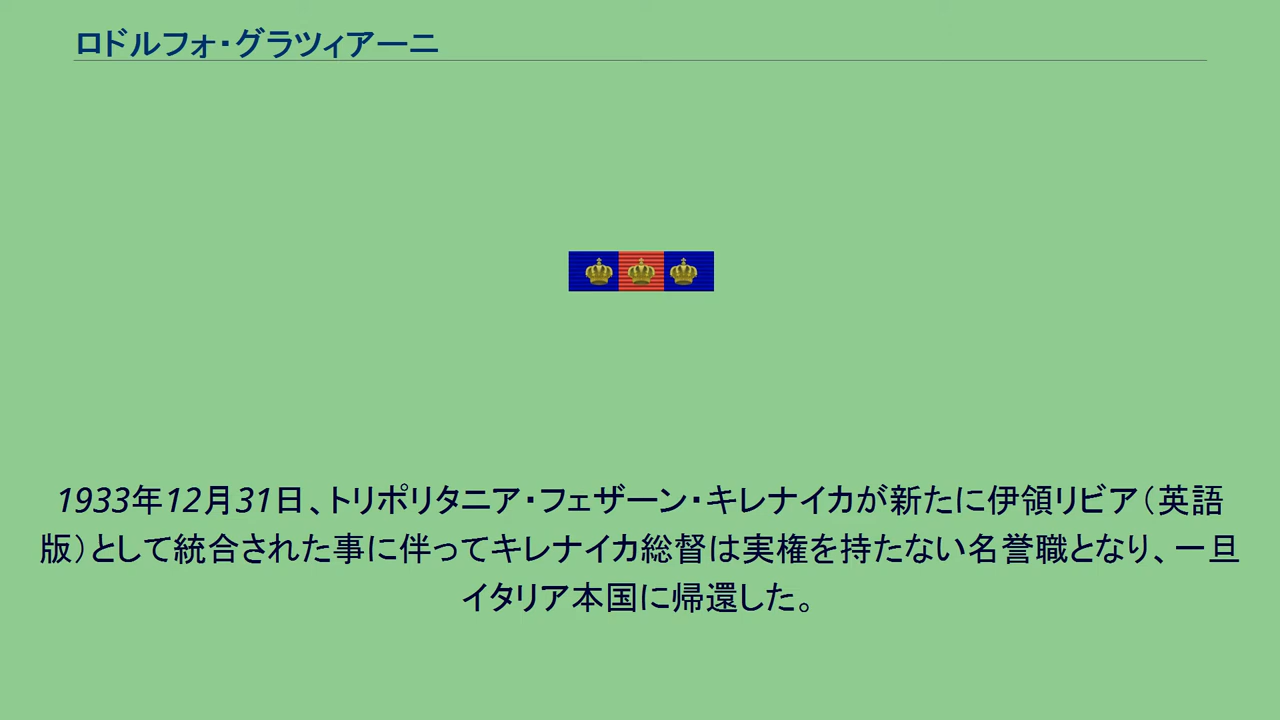 ロドルフォ・グラツィアーニ
1933年12月31日、トリポリタニア・フェザーン・キレナイカが新たに伊領リビア（英語
版）として統合された事に伴ってキレナイカ総督は実権を持たない名誉職となり、一旦
イタリア本国に帰還した。